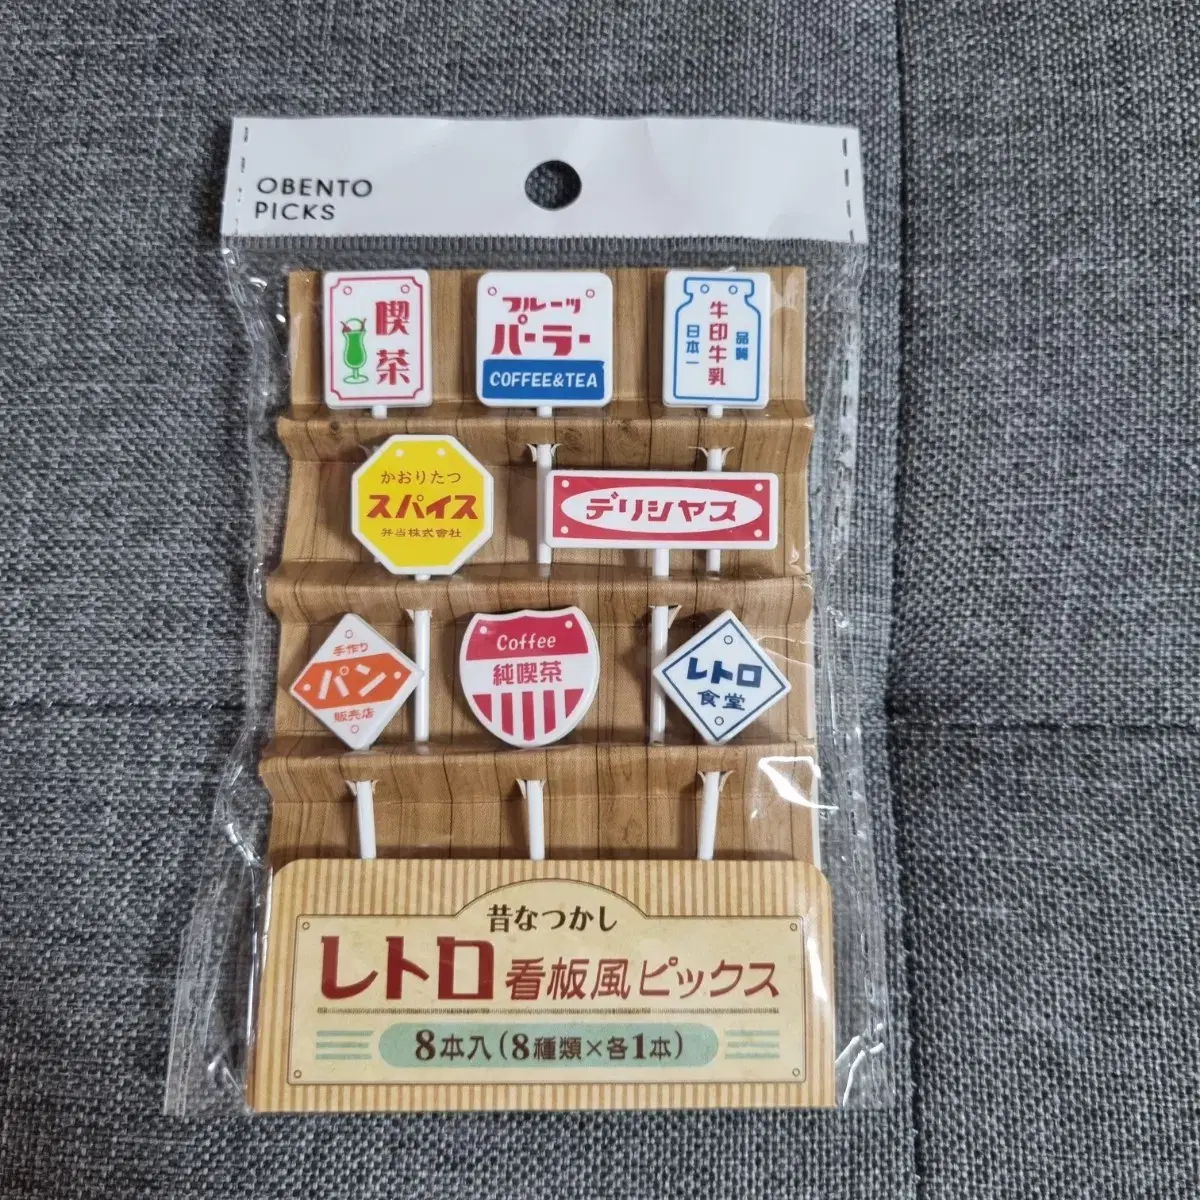 OBENTO
PICKS
喫茶
フルーツ
パーラー
COFFEE&TEA
品質
牛印牛乳
日本一
かおりたつ
スパイス
弁当株式會社
デリシャス
手作り
パン
販売店
Coffee
純喫茶
レトロ
食堂
昔なつかし
レトロ看板風ピックス
8本入(8種類×各1本)